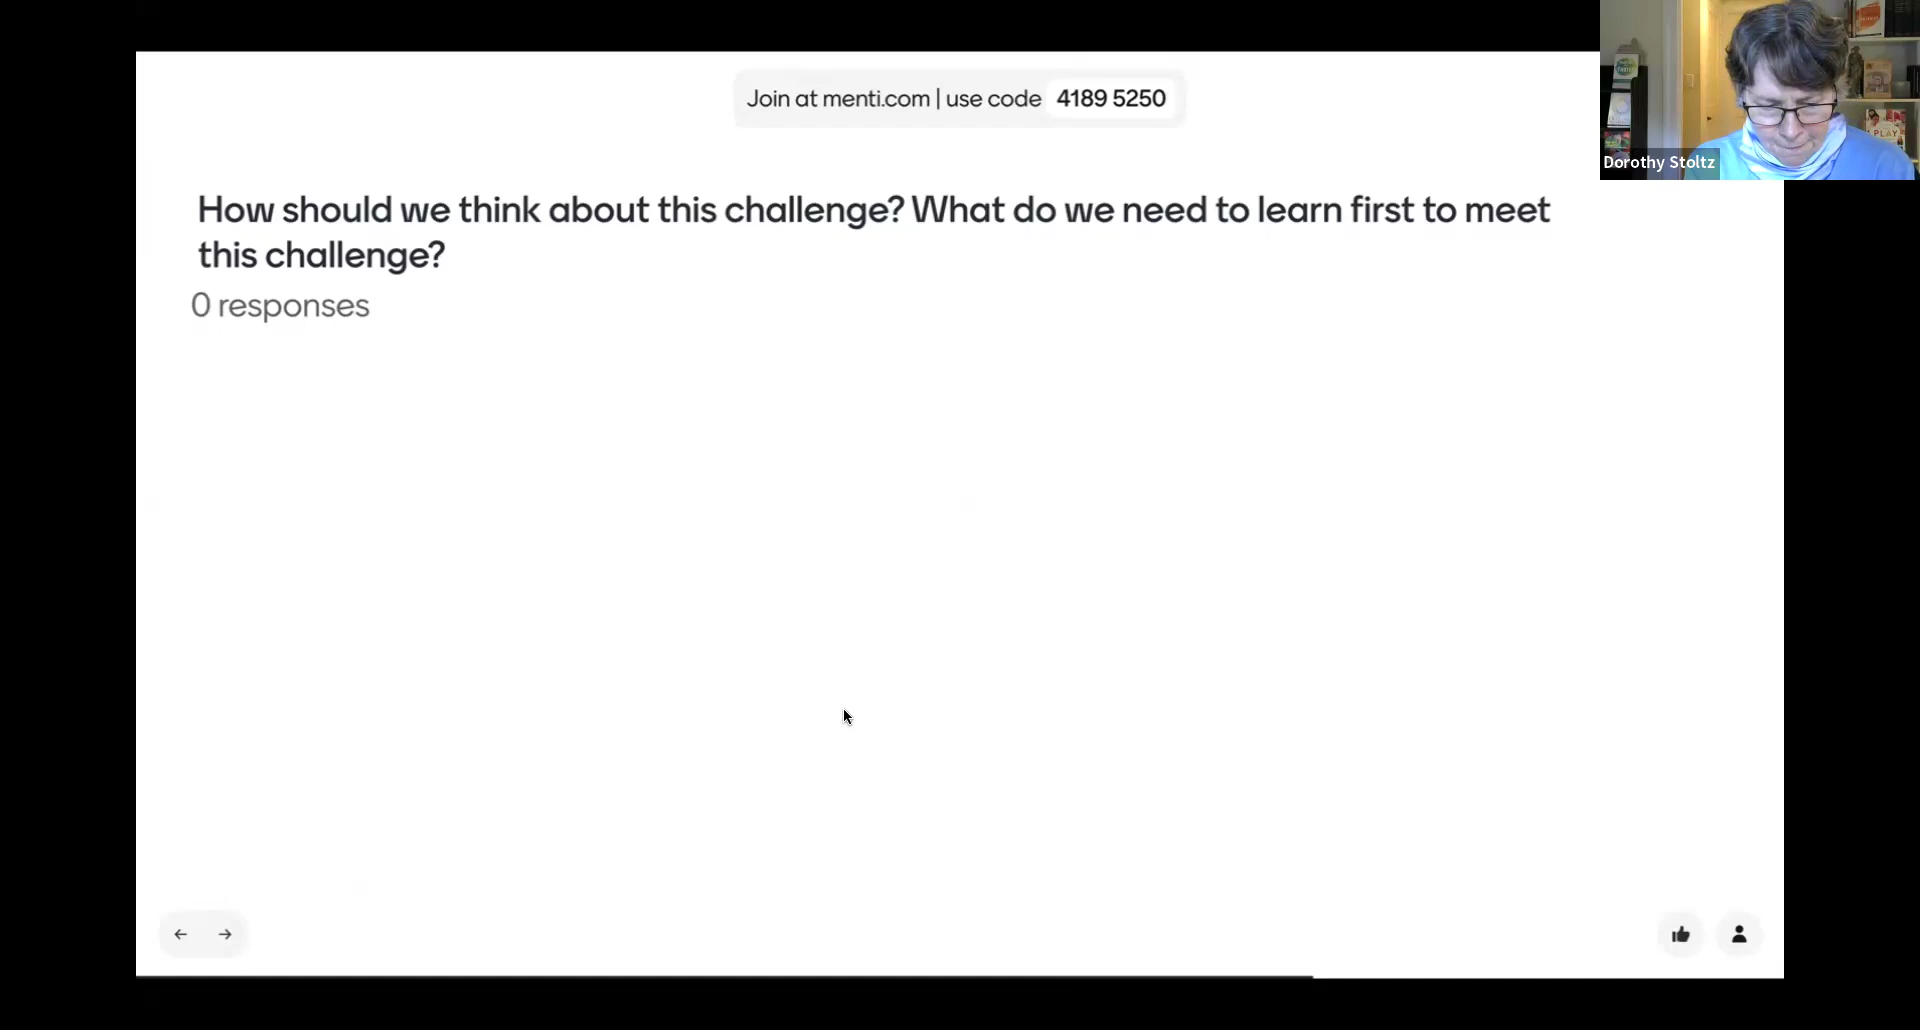 Join at menti.com | use code 4189 5250
Dorothy Stoltz
How should we think about this challenge? What do we need to learn first to meet
this challenge?
0 responses
PLAY